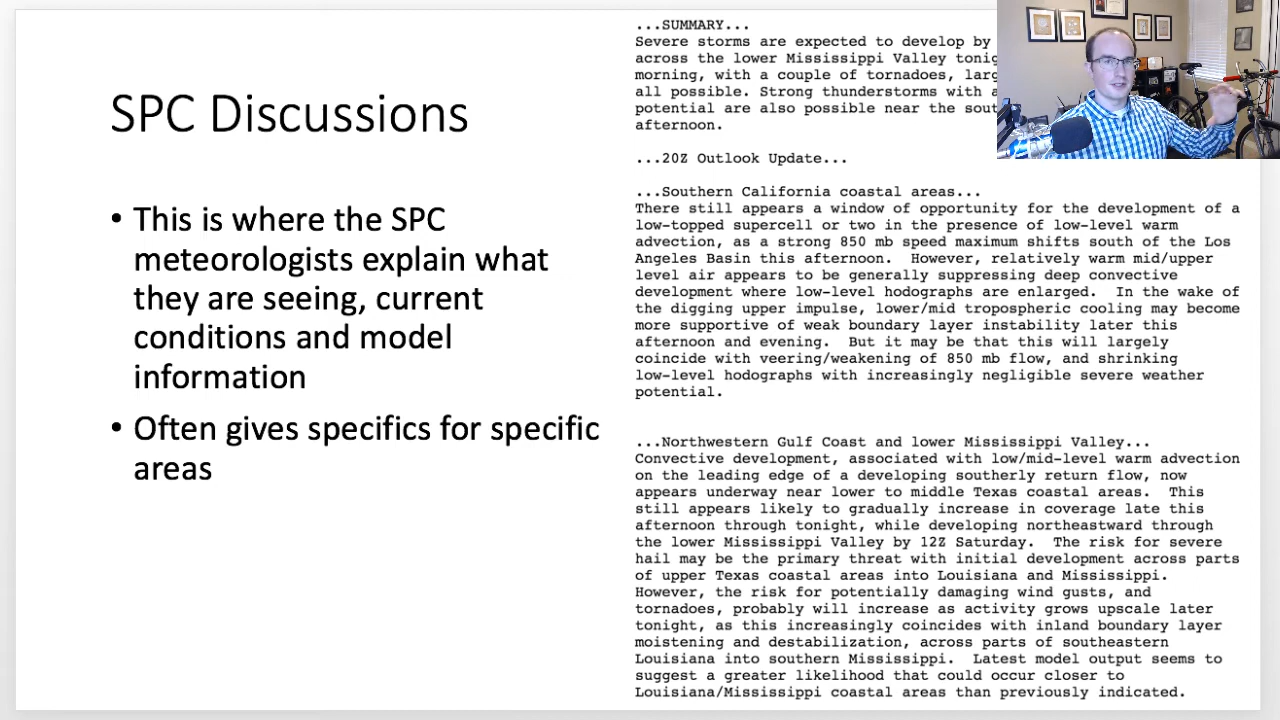 SPC Discussions
• This is where the SPC
meteorologists explain what
they are seeing, current
conditions and model
information
• Often gives specifics for specific
areas
...SUMMARY...
Severe storms are expected to develop by
across the lower Mississippi Valley
morning, with a couple of tornadoes,
all possible. Strong thunderstorms with
potential are also possible near the
afternoon.
...20Z Outlook Update...
...Southern California coastal areas...
There still appears a window of opportunity for the development of a
low-topped supercell or two in the presence of low-level warm
advection, as a strong 850 mb speed maximum shifts south of the Los
Angeles Basin this afternoon.  However, relatively warm mid/upper
level air appears to be generally suppressing deep convective
development where low-level hodographs are enlarged.  In the wake of
the digging upper impulse, lower/mid tropospheric cooling may become
more supportive of weak boundary layer instability later this
afternoon and evening.  But it may be that this will largely
coincide with veering/weakening of 850 mb flow, and shrinking
low-level hodographs with increasingly negligible severe weather
potential.
...Northwestern Gulf Coast and lower Mississippi Valley...
Convective development, associated with low/mid-level warm advection
on the leading edge of a developing southerly return flow, now
appears underway near lower to middle Texas coastal areas.  This
still appears likely to gradually increase in coverage late this
afternoon through tonight, while developing northeastward through
the lower Mississippi Valley by 12Z Saturday.  The risk for severe
hail may be the primary threat with initial development across parts
of upper Texas coastal areas into Louisiana and Mississippi.
However, the risk for potentially damaging wind gusts, and
tornadoes, probably will increase as activity grows upscale later
tonight, as this increasingly coincides with inland boundary layer
moistening and destabilization, across parts of southeastern
Louisiana into southern Mississippi.  Latest model output seems to
suggest a greater likelihood that could occur closer to
Louisiana/Mississippi coastal areas than previously indicated.